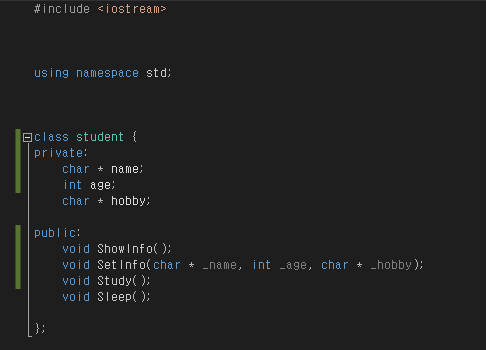 #include <iostream>
using namespace std;
class student {
private:
char * name;
int age;
char * hobby;
public:
void ShowInfo();
void SetInfo(char * _name, int _age, char * _hobby);
void Study();
void Sleep();
};